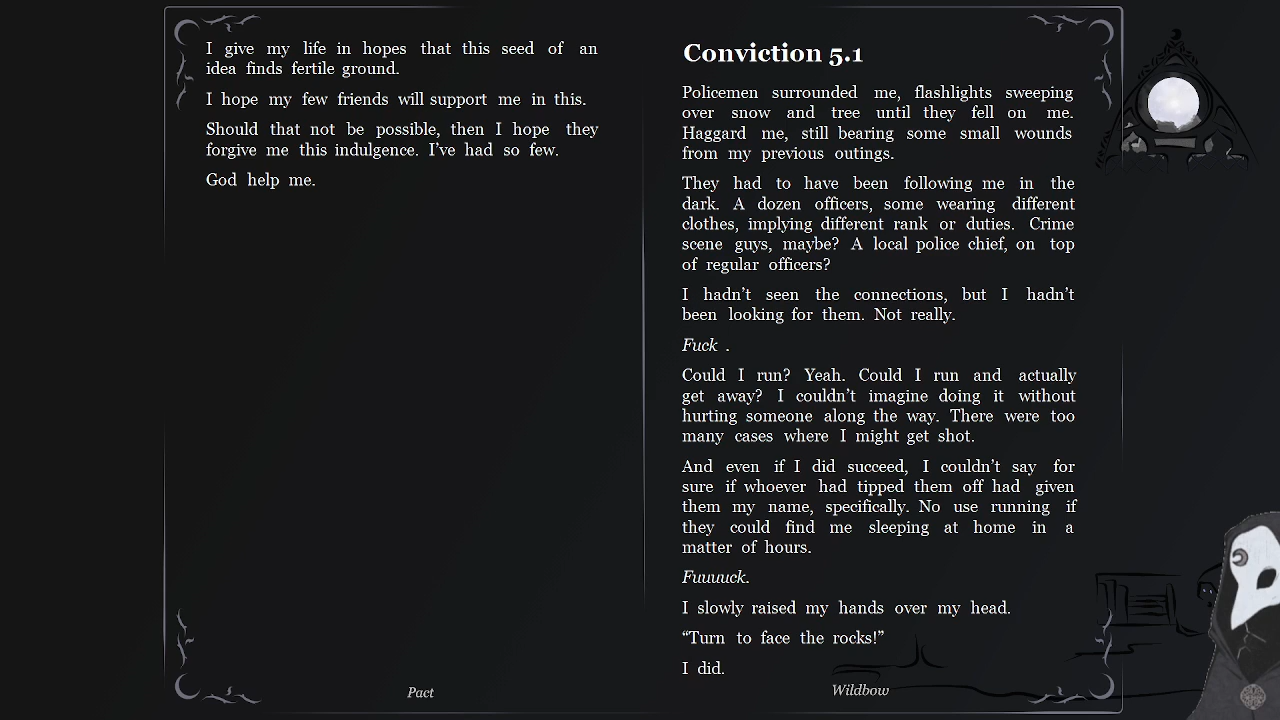 I give my life in hopes that this seed of an
idea finds fertile ground.
I hope my few friends will support me in this.
Should that not be possible, then I hope they
forgive me this indulgence. I've had so few.
God help me.
Pact
Conviction 5.1
Policemen surrounded me, flashlights sweeping
over snow and tree until they fell on me.
Haggard me, still bearing some small wounds
from my previous outings.
They had to have been following me in the
dark. A dozen officers, some wearing different
clothes, implying different rank or duties. Crime
scene guys, maybe? A local police chief, on top
of regular officers?
I hadn't seen the connections, but I hadn't
been looking for them. Not really.
Fuck .
Could I run? Yeah. Could I run and actually
get away? I couldn't imagine doing it without
hurting someone along the way. There were too
many cases where I might get shot.
And even if I did succeed, I couldn't say for
sure if whoever had tipped them off had given
them my name, specifically. No use running if
they could find me sleeping at home in a
matter of hours.
Fuuuuck.
I slowly raised my hands over my head.
“Turn to face the rocks!”
I did.
Wildbow